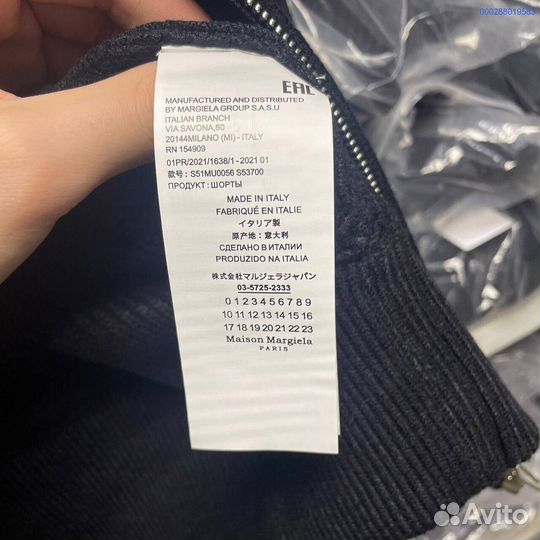 000288019583
EAC
MANUFACTURED AND DISTRIBUTED
BY MARGIELA GROUP S.A.S.U
ITALIAN BRANCH
VIA SAVONA,60
20144MILANO (MI) - ITALY
RN 154909
01PR/2021/1638/1 - 2021 01
款号: S51MU0056 S53700
ПРОДУКТ : ШОРТЫ
MADE IN ITALY
FABRIQUÉ EN ITALIE
イタリア製
原产地: 意大利
СДЕЛАНО В ИТАЛИИ
PRODUZIDO NA ITALIA
株式会社マルジェラジャパン
03-5725-2333
0 1 2 3 4 5 6 7 8 9
10 11 12 13 14 15 16
17 18 19 20 21 22 23
Maison Margiela
PARIS
Avito